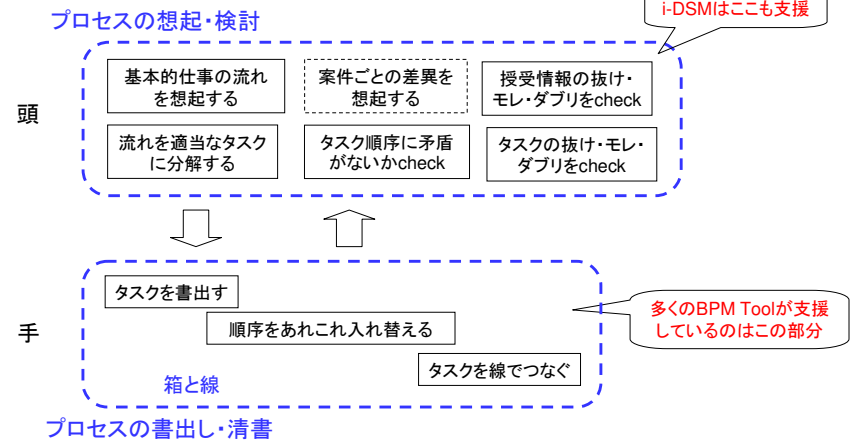 i-DSMはここも支援
プロセスの想起・検討
頭
基本的仕事の流れ
を想起する
案件ごとの差異を
想起する
授受情報の抜け・
モレ・ダブリをcheck
流れを適当なタスク
に分解する
タスク順序に矛盾
がないかcheck
タスクの抜け・モレ・
ダブリをcheck
手
タスクを書出す
順序をあれこれ入れ替える
タスクを線でつなぐ
箱と線
多くのBPM Toolが支援
しているのはこの部分
プロセスの書出し・清書